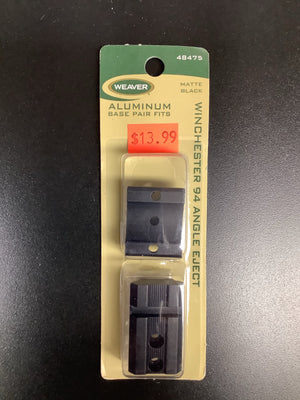 48475
WEAVER
MATTE
BLACK
ALUMINUM
BASE PAIR FITS
$13.99
WINCHESTER 94 ANGLE EJECT